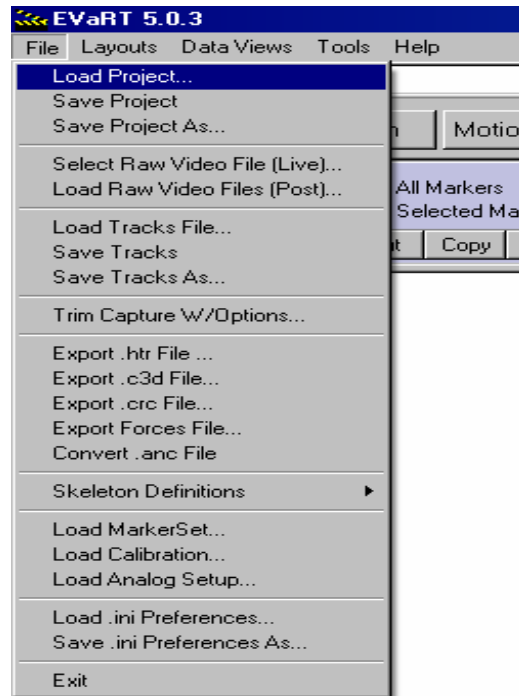 EVaRT 5.0.3
File Layouts Data Views Tools Help
Load Project...
Save Project
Save Project As...
Motio
Select Raw Video File (Live)...
Load Raw Video Files (Post)...
All Markers
Selected Ma
Load Tracks File...
Save Tracks
Copy
Save Tracks As...
Trim Capture W/Options...
Export .htr File ...
Export .c3d File...
Export .crc File...
Export Forces File...
Convert .anc File
Skeleton Definitions
Load MarkerSet...
Load Calibration...
Load Analog Setup...
Load .ini Preferences...
Save .ini Preferences As...
Exit